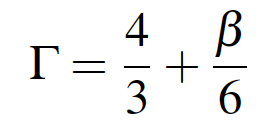 Γ = 4/3 + β/6